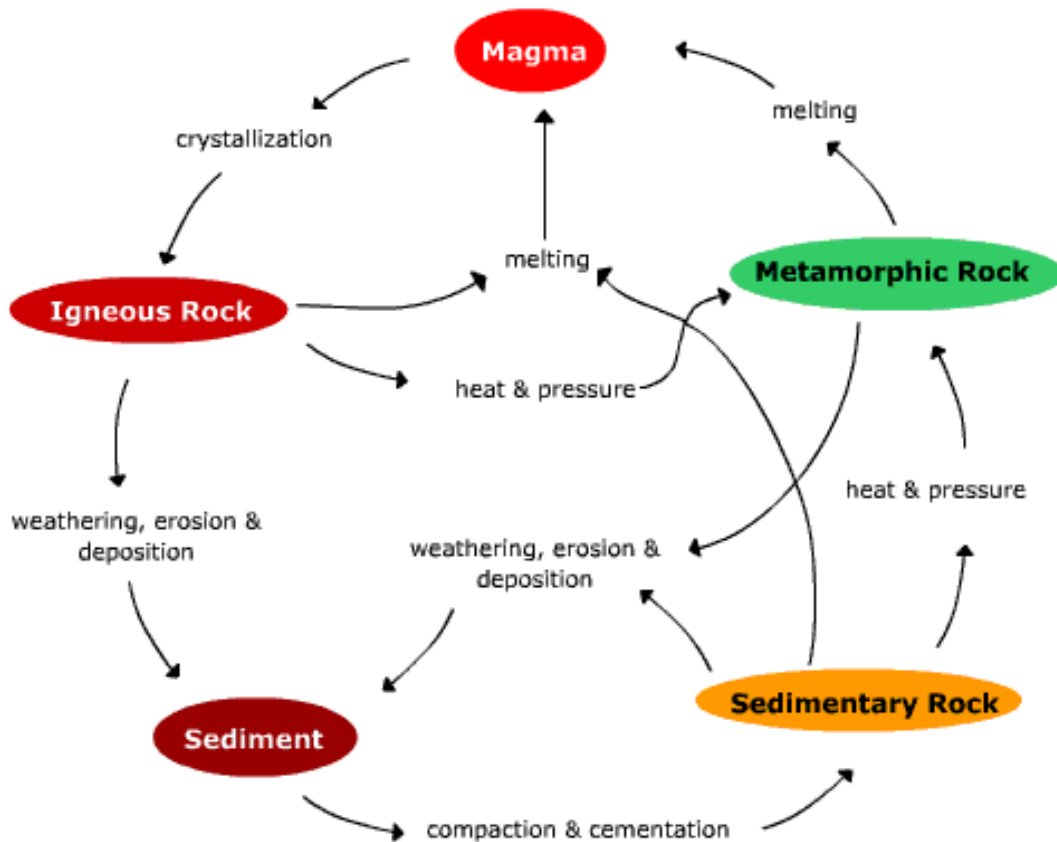 Magma
melting
crystallization
melting
Metamorphic Rock
Igneous Rock
heat & pressure
heat & pressure
weathering, erosion &
deposition
weathering, erosion &
deposition
Sedimentary Rock
Sediment
compaction & cementation